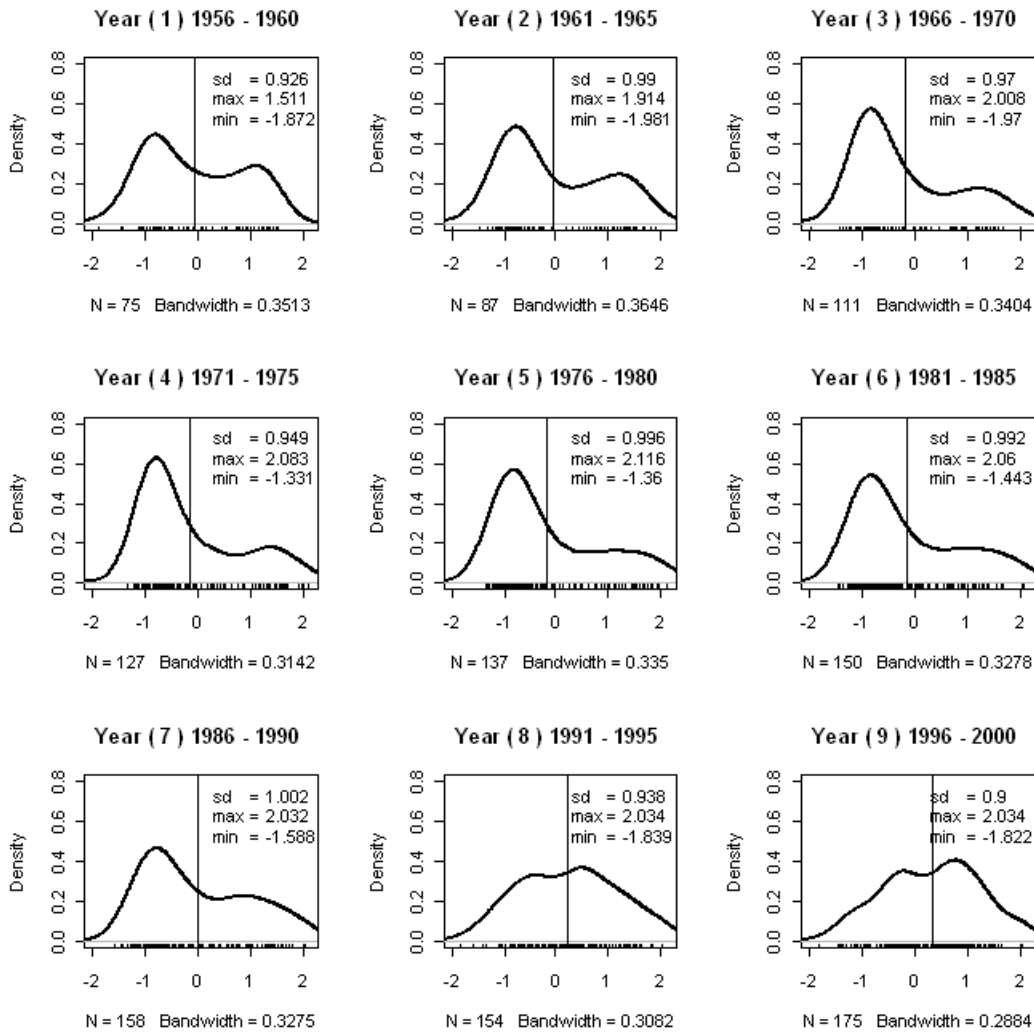 Year ( 1 ) 1956 - 1960
Density
0.0 0.2 0.4 0.6 0.8
sd = 0.926
max = 1.511
min = -1.872
-2 -1 0 1 2
N = 75 Bandwidth = 0.3513
Year ( 2 ) 1961 - 1965
Density
0.0 0.2 0.4 0.6 0.8
sd = 0.99
max = 1.914
min = -1.981
-2 -1 0 1 2
N = 87 Bandwidth = 0.3646
Year ( 3 ) 1966 - 1970
Density
0.0 0.2 0.4 0.6 0.8
sd = 0.97
max = 2.008
min = -1.97
-2 -1 0 1 2
N = 111 Bandwidth = 0.3404
Year ( 4 ) 1971 - 1975
Density
0.0 0.2 0.4 0.6 0.8
sd = 0.949
max = 2.083
min = -1.331
-2 -1 0 1 2
N = 127 Bandwidth = 0.3142
Year ( 5 ) 1976 - 1980
Density
0.0 0.2 0.4 0.6 0.8
sd = 0.996
max = 2.116
min = -1.36
-2 -1 0 1 2
N = 137 Bandwidth = 0.335
Year ( 6 ) 1981 - 1985
Density
0.0 0.2 0.4 0.6 0.8
sd = 0.992
max = 2.06
min = -1.443
-2 -1 0 1 2
N = 150 Bandwidth = 0.3278
Year ( 7 ) 1986 - 1990
Density
0.0 0.2 0.4 0.6 0.8
sd = 1.002
max = 2.032
min = -1.588
-2 -1 0 1 2
N = 158 Bandwidth = 0.3275
Year ( 8 ) 1991 - 1995
Density
0.0 0.2 0.4 0.6 0.8
sd = 0.938
max = 2.034
min = -1.839
-2 -1 0 1 2
N = 154 Bandwidth = 0.3082
Year ( 9 ) 1996 - 2000
Density
0.0 0.2 0.4 0.6 0.8
sd = 0.9
max = 2.034
min = -1.822
-2 -1 0 1 2
N = 175 Bandwidth = 0.2884